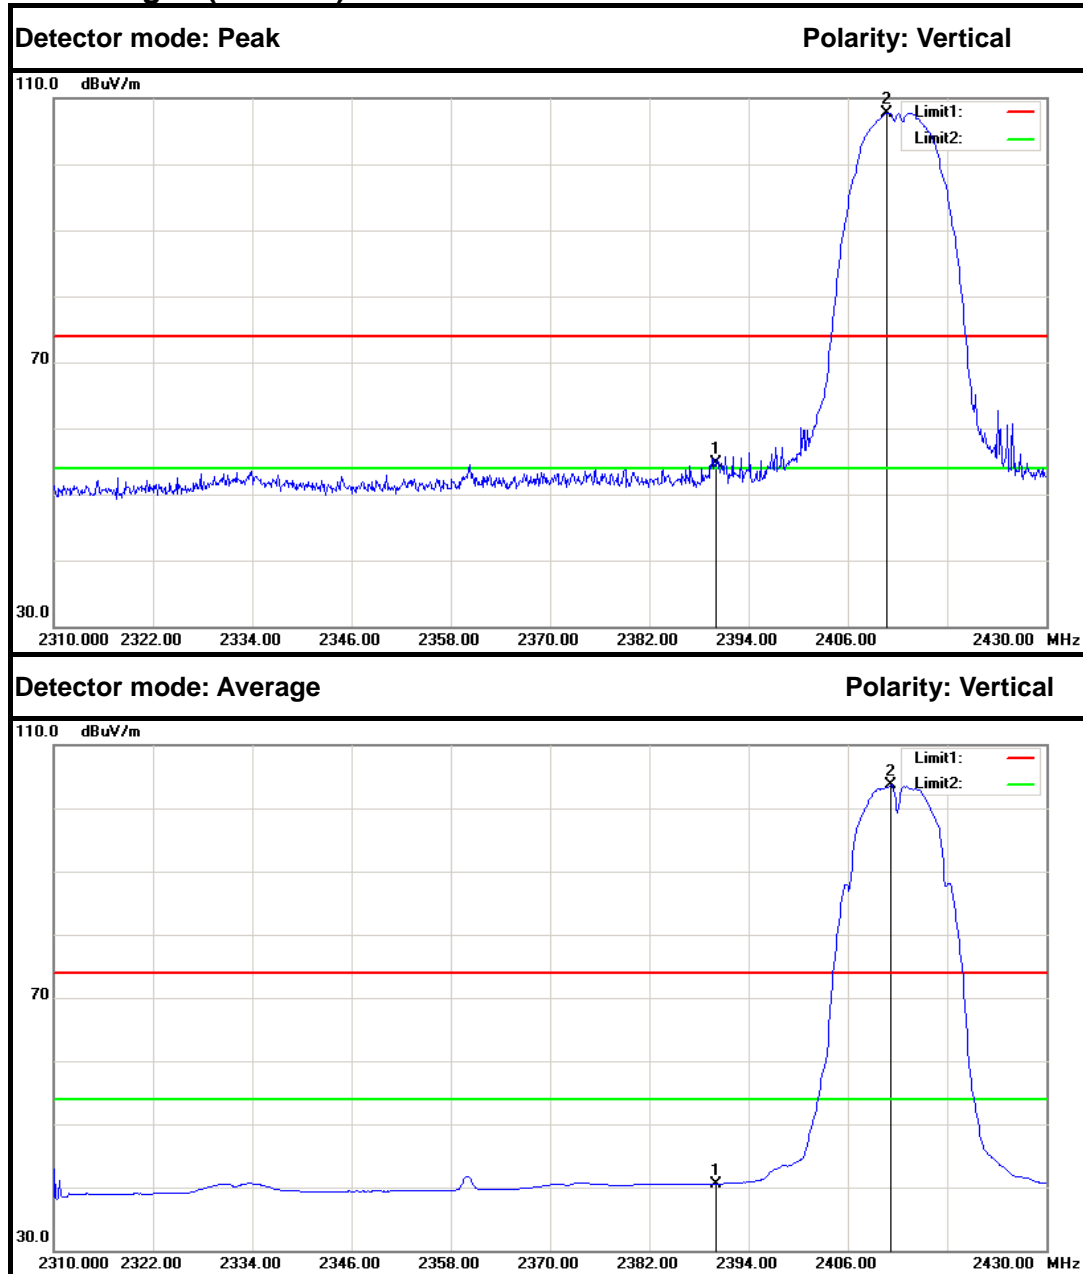 Detector mode: Peak Polarity: Vertical
110.0 dBuV/m
2
Limit1:
Limit2:
70
1
30.0
2310.000 2322.00 2334.00 2346.00 2358.00 2370.00 2382.00 2394.00 2406.00 2430.00 MHz
Detector mode: Average Polarity: Vertical
110.0 dBuV/m
2
Limit1:
Limit2:
70
1
30.0
2310.000 2322.00 2334.00 2346.00 2358.00 2370.00 2382.00 2394.00 2406.00 2430.00 MHz